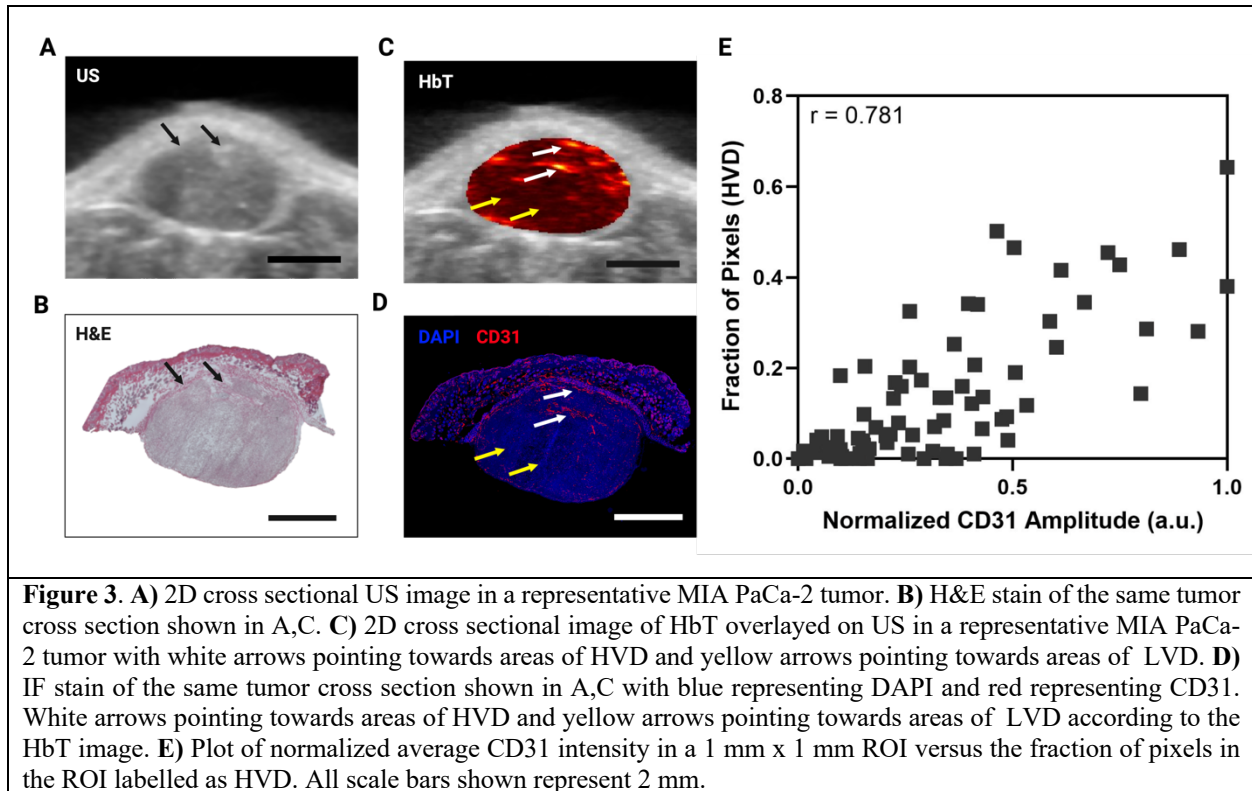 A
US
C
HbT
E
r = 0.781
0.8
0.6
0.4
0.2
0.0
0.0
0.5
1.0
Fraction of Pixels (HVD)
Normalized CD31 Amplitude (a.u.)
B
H&E
D
DAPI CD31
Figure 3. A) 2D cross sectional US image in a representative MIA PaCa-2 tumor. B) H&E stain of the same tumor
cross section shown in A,C. C) 2D cross sectional image of HbT overlayed on US in a representative MIA PaCa-
2 tumor with white arrows pointing towards areas of HVD and yellow arrows pointing towards areas of LVD. D)
IF stain of the same tumor cross section shown in A,C with blue representing DAPI and red representing CD31.
White arrows pointing towards areas of HVD and yellow arrows pointing towards areas of LVD according to the
HbT image. E) Plot of normalized average CD31 intensity in a 1 mm x 1 mm ROI versus the fraction of pixels in
the ROI labelled as HVD. All scale bars shown represent 2 mm.